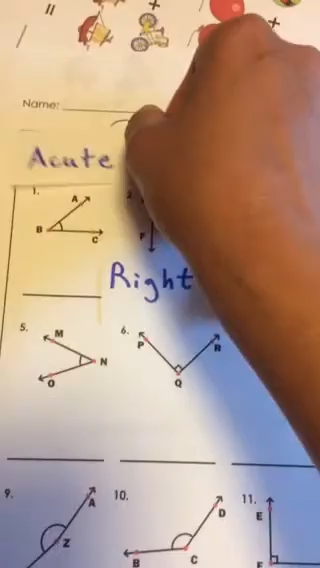 Name:
Acute
1.
A
B
C
F
Right
5.
M
N
O
6.
P
R
Q
9.
A
Z
10.
D
B
C
11.
E
F